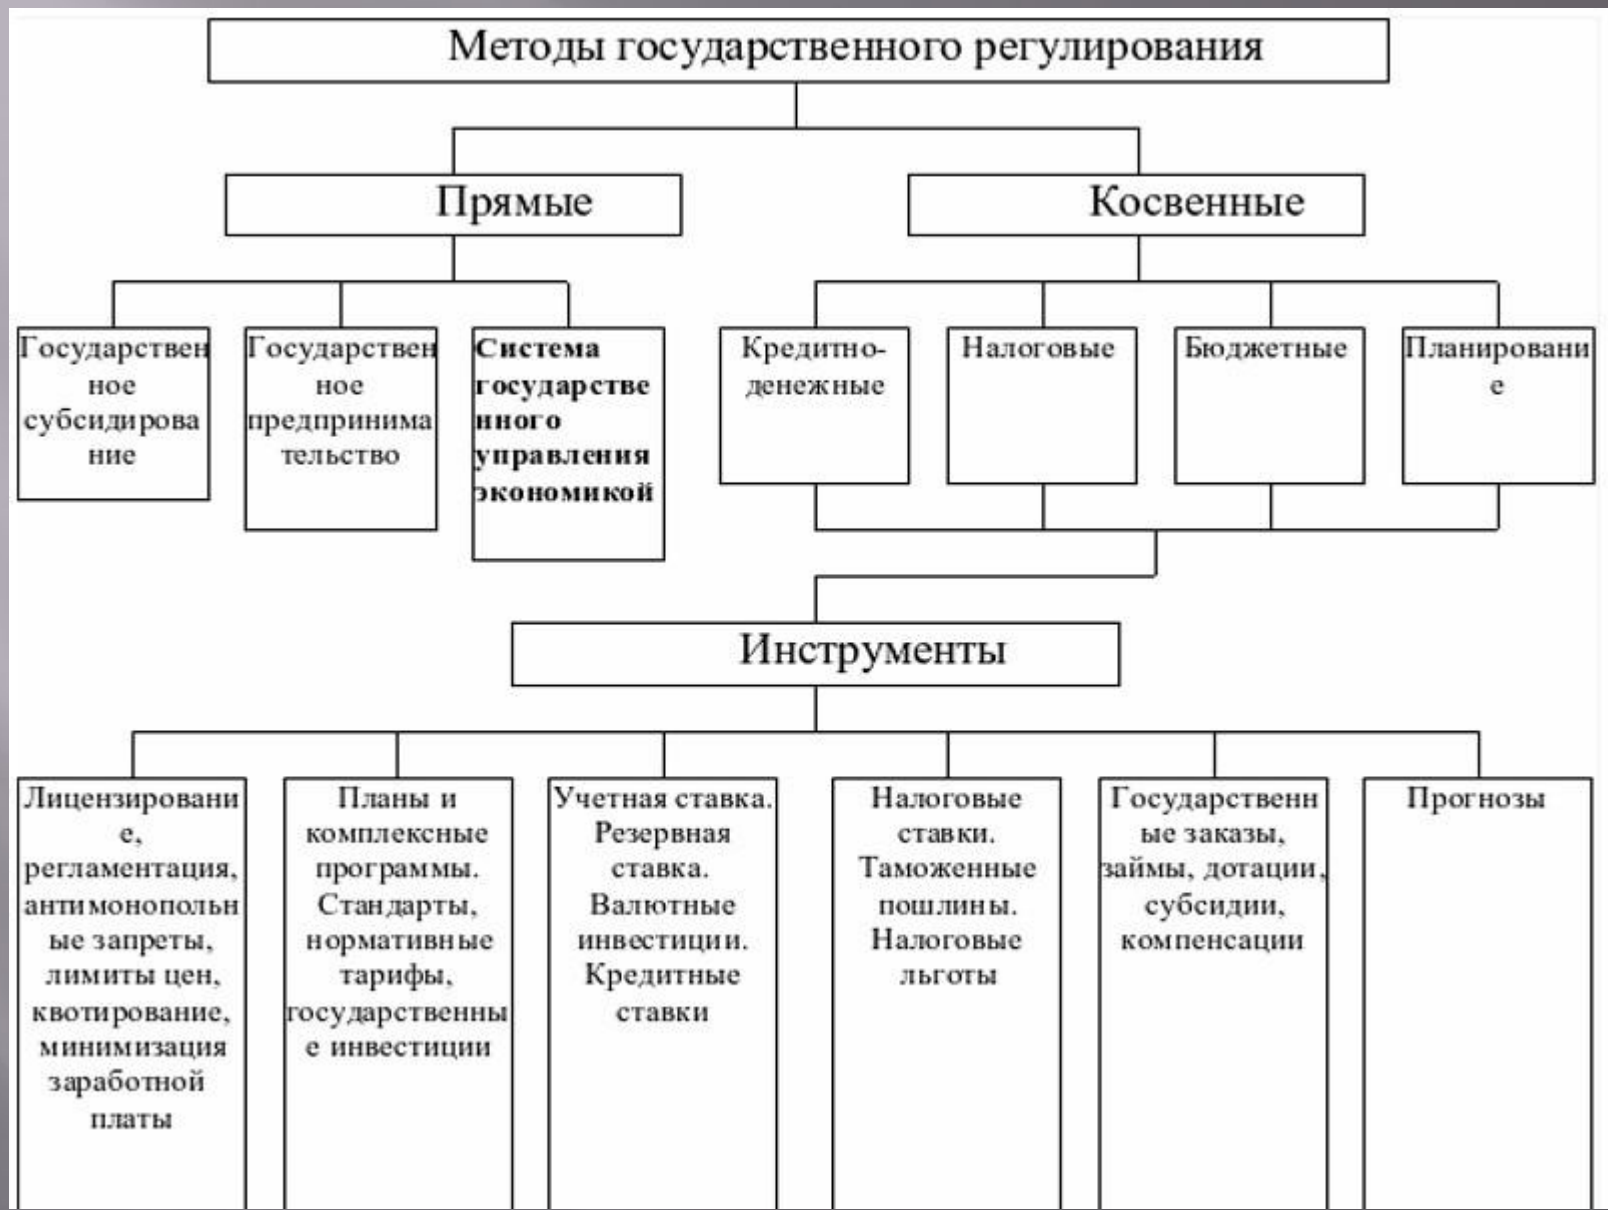 Методы государственного регулирования
Прямые
Косвенные
Государствен
ное
субсидирова
ние
Государствен
ное
предпринима
тельство
Система
государстве
нного
управления
экономикой
Кредитно-
денежные
Налоговые
Бюджетные
Планировани
е
Инструменты
Лицензировани
е,
регламентация,
антимонопольн
ые запреты,
лимиты цен,
квотирование,
минимизация
заработной
платы
Планы и
комплексные
программы.
Стандарты,
нормативные
тарифы,
государственны
е инвестиции
Учетная ставка.
Резервная
ставка.
Валютные
инвестиции.
Кредитные
ставки
Налоговые
ставки.
Таможенные
пошлины.
Налоговые
льготы
Государственн
ые заказы,
займы, дотации,
субсидии,
компенсации
Прогнозы